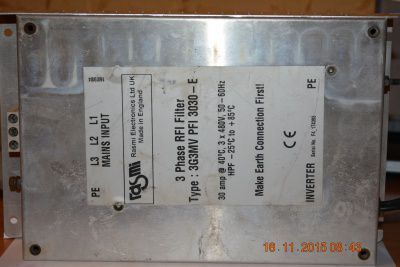 PE L3 L2 L1
MAINS INPUT
rasmi
Rasmi Electronics Ltd UK
Made in England
3 Phase RFI Filter
Type : 3G3MV PFI 3030 – E
30 amp @ 40°C, 3 x 480V, 50 – 60Hz
HPF – 25°C to + 85°C
Make Earth Connection First!
CE
INVERTER
PE
16.11.2015 08:43